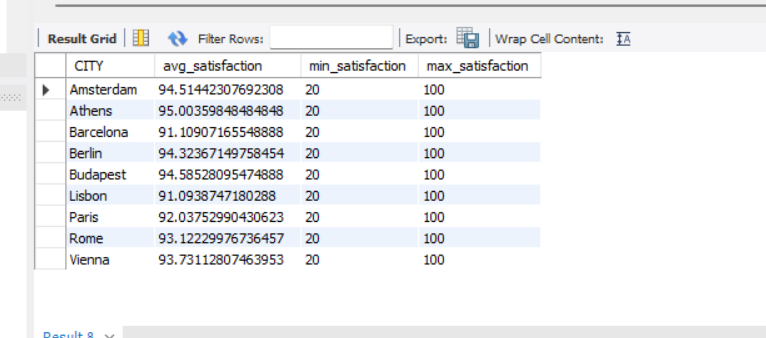 Result Grid Filter Rows: Export: Wrap Cell Content: IA
CITY avg_satisfaction min_satisfaction max_satisfaction
Amsterdam 94.51442307692308 20 100
Athens 95.00359848484848 20 100
Barcelona 91.10907165548888 20 100
Berlin 94.32367149758454 20 100
Budapest 94.58528095474888 20 100
Lisbon 91.0938747180288 20 100
Paris 92.03752990430623 20 100
Rome 93.12229976736457 20 100
Vienna 93.73112807463953 20 100
Result 8